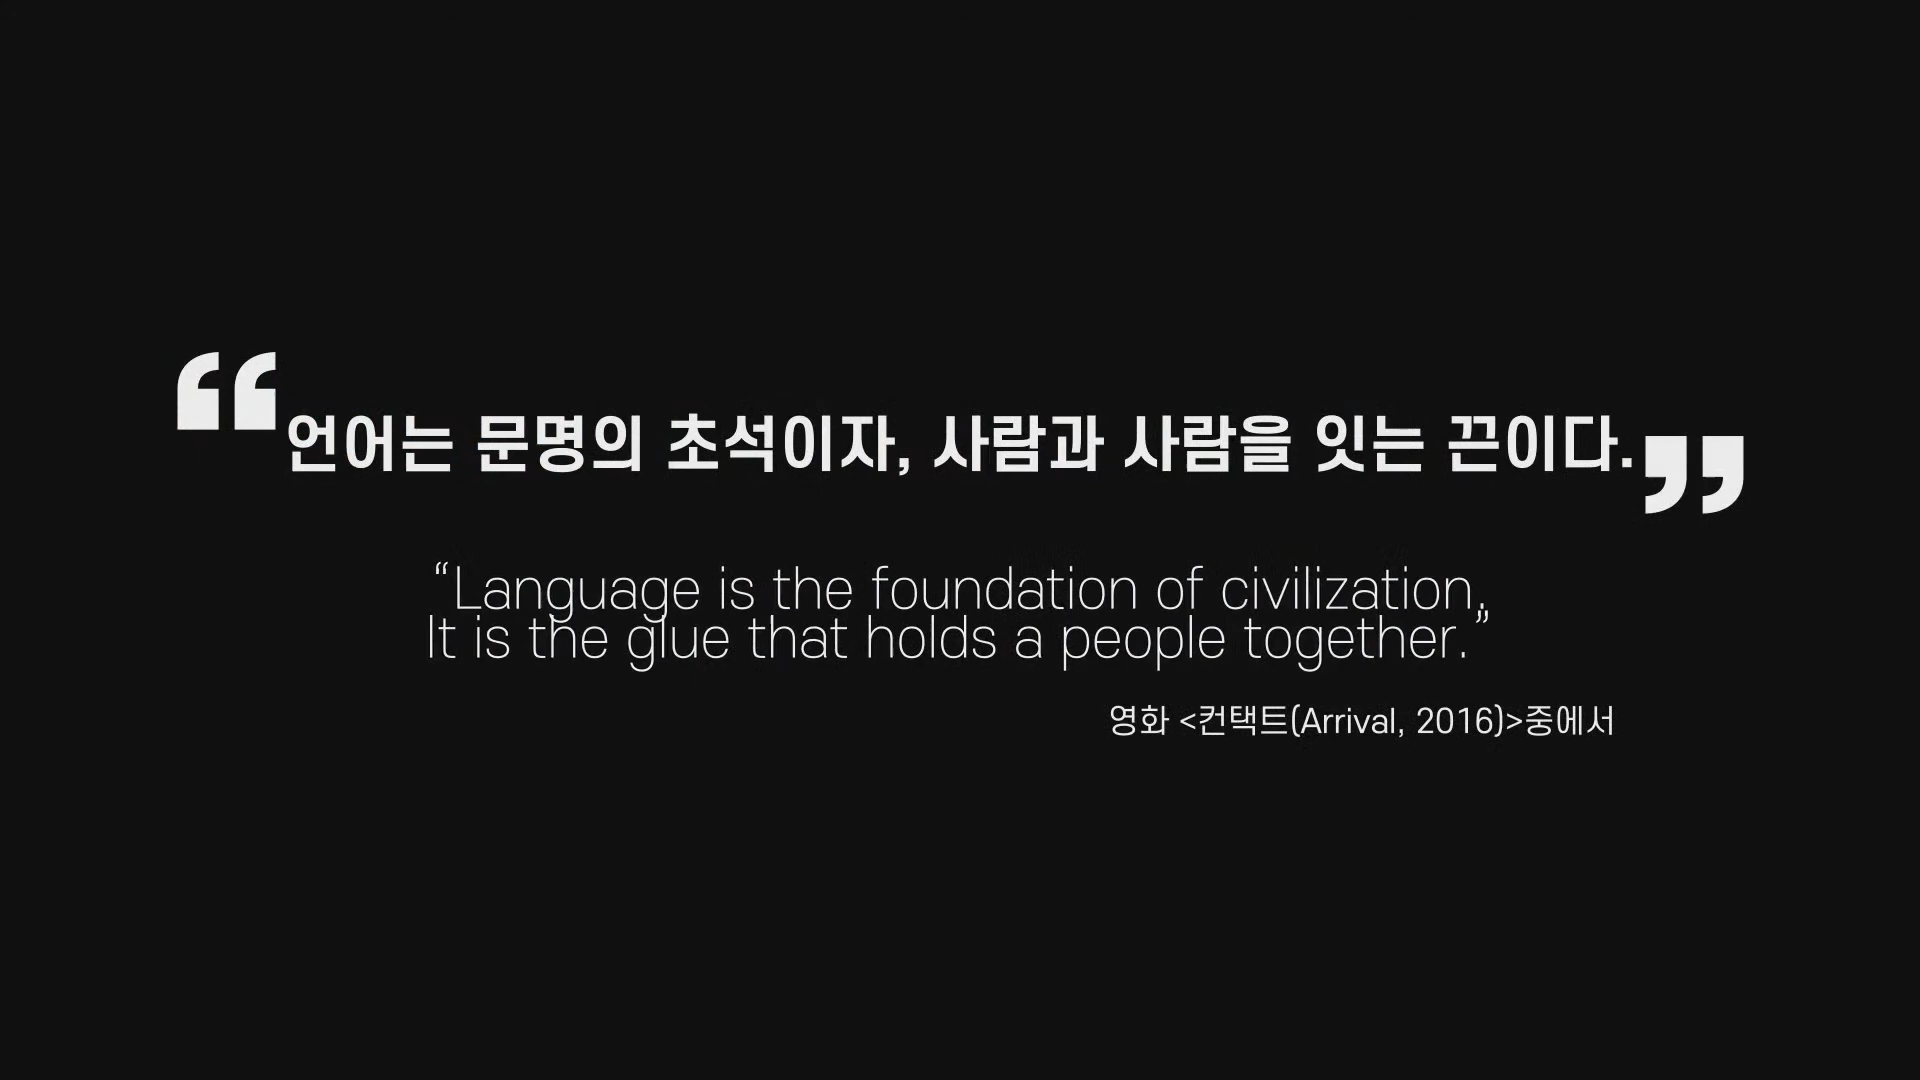 “언어는 문명의 초석이자, 사람과 사람을 잇는 끈이다.”
“Language is the foundation of civilization,
It is the glue that holds a people together.”
영화 <컨택트(Arrival, 2016)>중에서